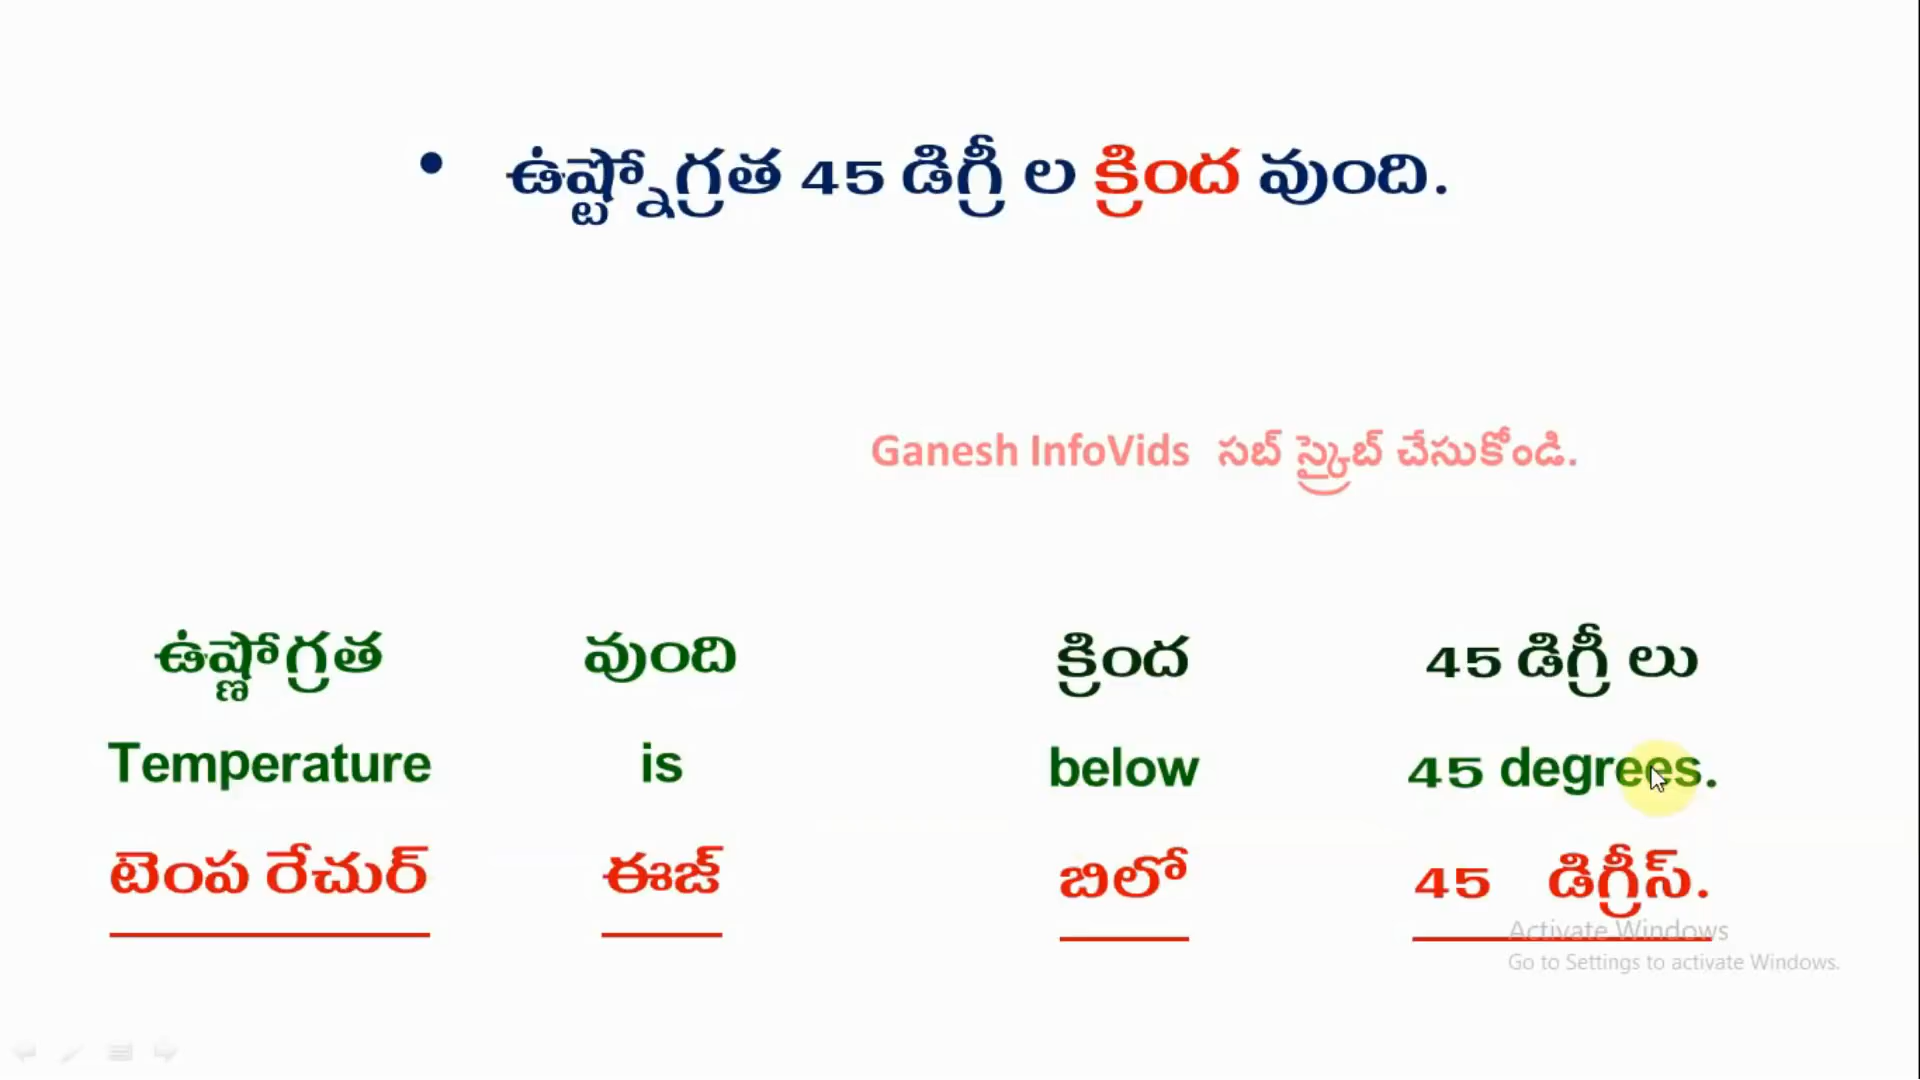 • ఉష్ట్నోగ్రత 45 డిగ్రీ ల క్రింద వుంది.
Ganesh InfoVids సబ్ స్క్రైబ్ చేసుకోండి.
ఉష్ణోగ్రత వుంది క్రింద 45 డిగ్రీ లు
Temperature is below 45 degrees.
టెంప రేచుర్ ఈజ్ బిలో 45 డిగ్రీస్.
Activate Windows
Go to Settings to activate Windows.